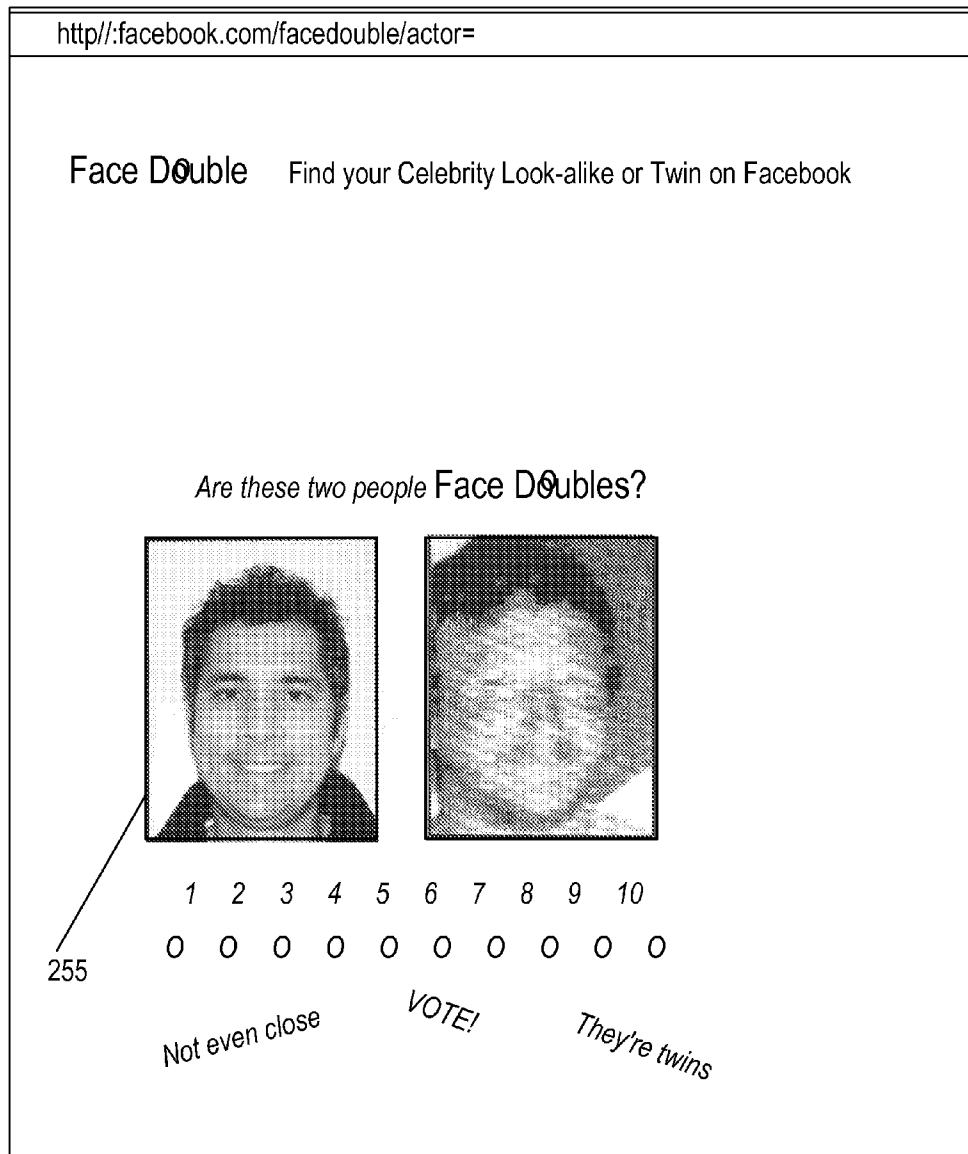 http//:facebook.com/facedouble/actor=
Face Double Find your Celebrity Look-alike or Twin on Facebook
Are these two people Face Doubles?
1 2 3 4 5 6 7 8 9 10
O O O O O O O O O O
255
Not even close VOTE! They're twins